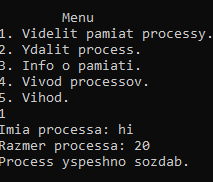 Menu
1. Videlit pamiat processy.
2. Ydalit process.
3. Info o pamiati.
4. Vivod processov.
5. Vihod.
1
Imia processa: hi
Razmer processa: 20
Process yspeshno sozdab.